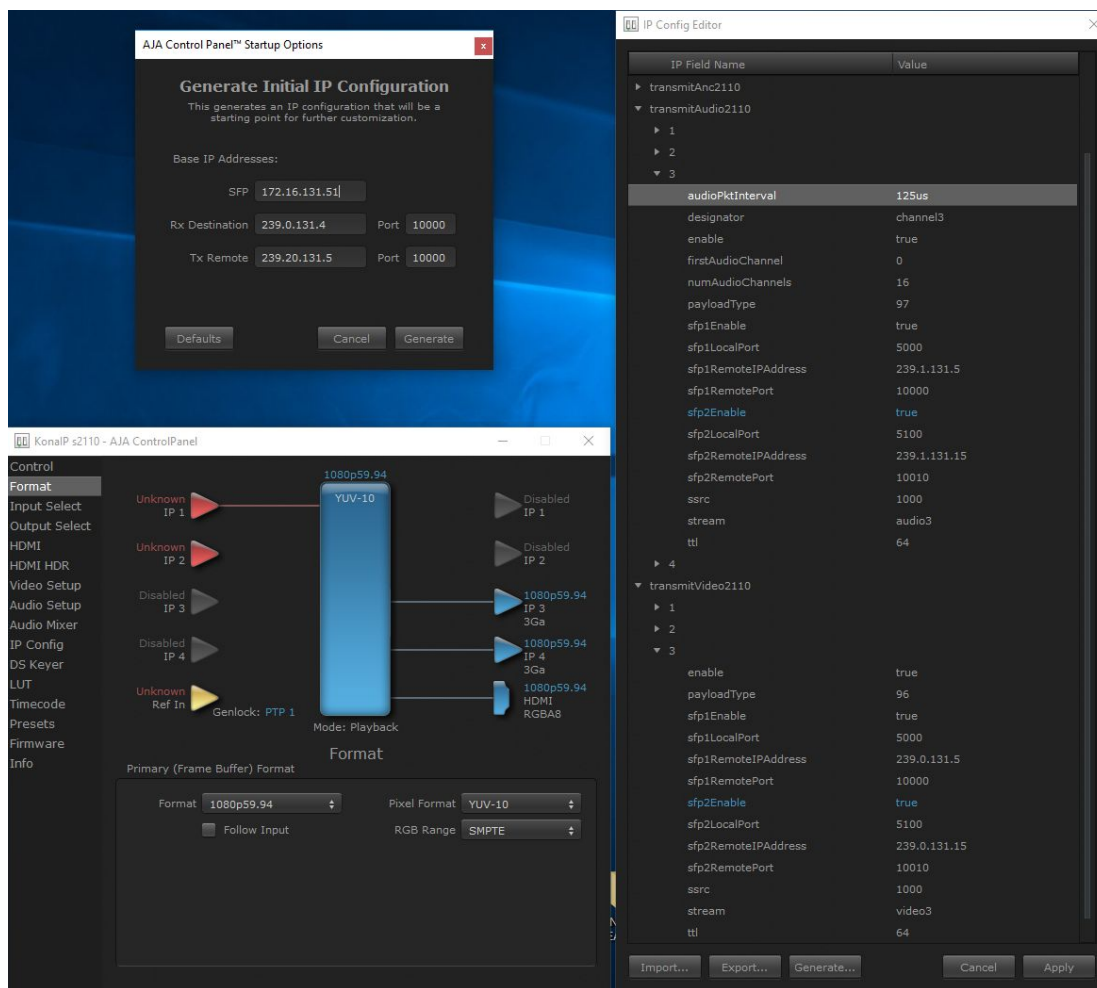 AJA Control Panel™ Startup Options
x
Generate Initial IP Configuration
This generates an IP configuration that will be a
starting point for further customization.
Base IP Addresses:
SFP 172.16.131.51
Rx Destination 239.0.131.4 Port 10000
Tx Remote 239.20.131.5 Port 10000
Defaults Cancel Generate
KonaIP s2110 - AJA ControlPanel
Control
Format
Input Select
Output Select
HDMI
HDMI HDR
Video Setup
Audio Setup
Audio Mixer
IP Config
DS Keyer
LUT
Timecode
Presets
Firmware
Info
1080p59.94
YUV-10
Unknown
IP 1
Unknown
IP 2
Disabled
IP 3
Disabled
IP 4
Unknown
Ref In
Genlock: PTP 1
Disabled
IP 1
Disabled
IP 2
1080p59.94
IP 3
3Ga
1080p59.94
IP 4
3Ga
1080p59.94
HDMI
RGBA8
Mode: Playback
Format
Primary (Frame Buffer) Format
Format 1080p59.94 Pixel Format YUV-10
Follow Input RGB Range SMPTE
IP Config Editor
IP Field Name Value
transmitAnc2110
transmitAudio2110
1
2
3
audioPktInterval 125us
designator channel3
enable true
firstAudioChannel 0
numAudioChannels 16
payloadType 97
sfp1Enable true
sfp1LocalPort 5000
sfp1RemoteIPAddress 239.1.131.5
sfp1RemotePort 10000
sfp2Enable true
sfp2LocalPort 5100
sfp2RemoteIPAddress 239.1.131.15
sfp2RemotePort 10010
ssrc 1000
stream audio3
ttl 64
4
transmitVideo2110
1
2
3
enable true
payloadType 96
sfp1Enable true
sfp1LocalPort 5000
sfp1RemoteIPAddress 239.0.131.5
sfp1RemotePort 10000
sfp2Enable true
sfp2LocalPort 5100
sfp2RemoteIPAddress 239.0.131.15
sfp2RemotePort 10010
ssrc 1000
stream video3
ttl 64
Import... Export... Generate... Cancel Apply